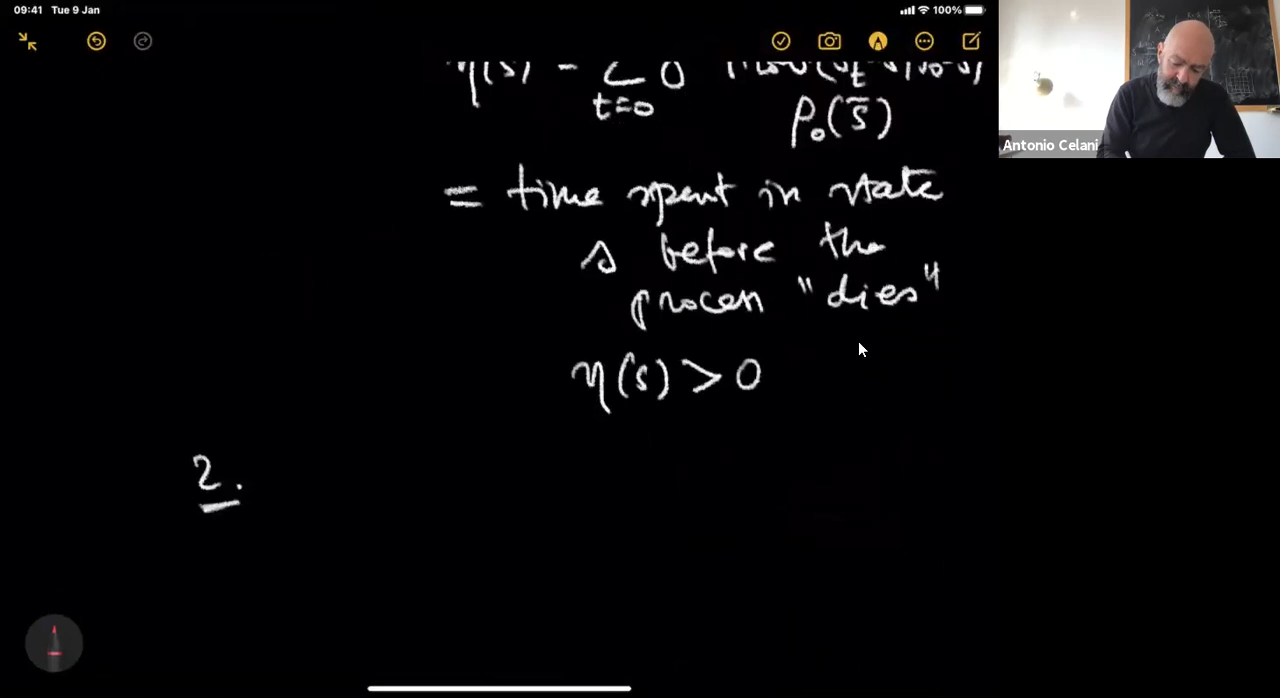 09:41 Tue 9 Jan
100%
η(s) =
t=0
ρ₀(s̄)
= time spent in state
s before the
process "dies"
η(s) > 0
2.
Antonio Celani